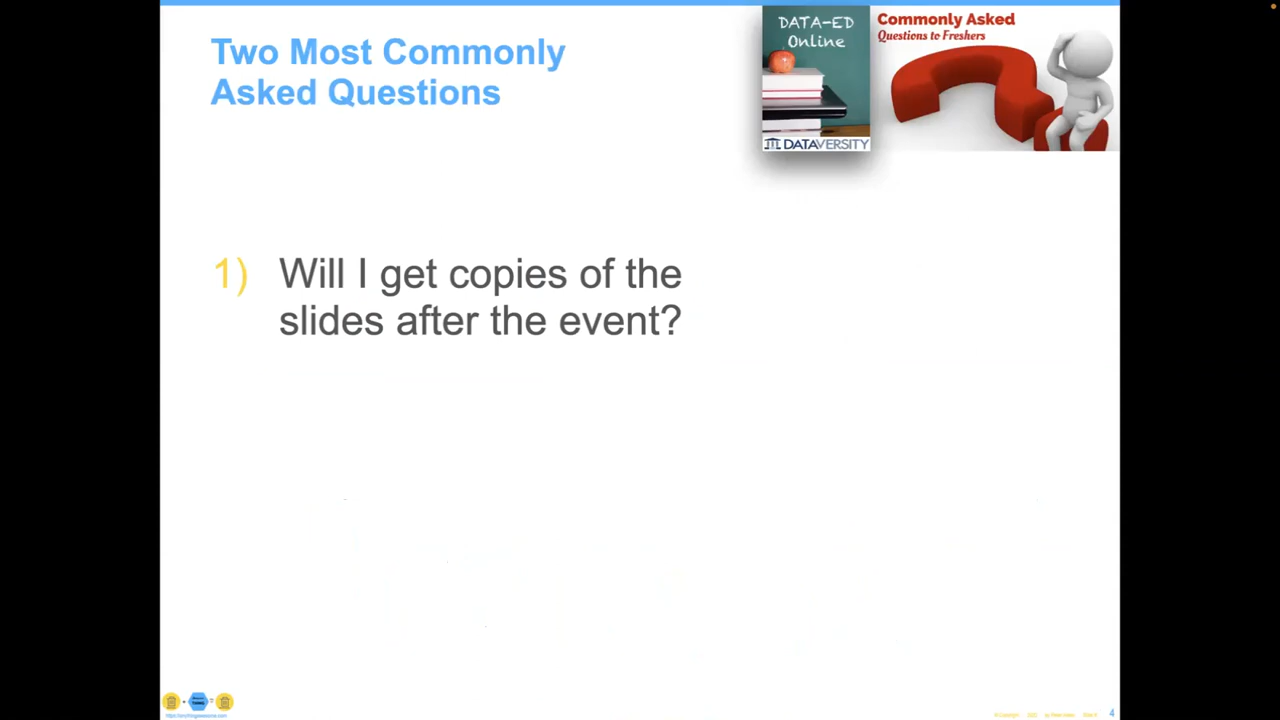 Two Most Commonly
Asked Questions
DATA-ED
Online
DATAVERSITY
Commonly Asked
Questions to Freshers
1) Will I get copies of the
slides after the event?
4